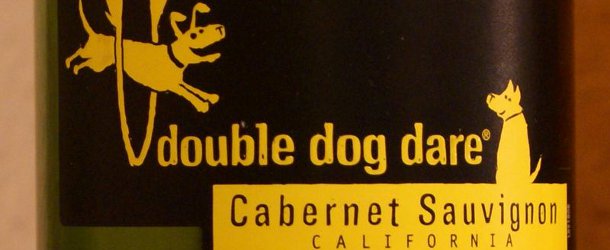 double dog dare®
Cabernet Sauvignon
CALIFORNIA